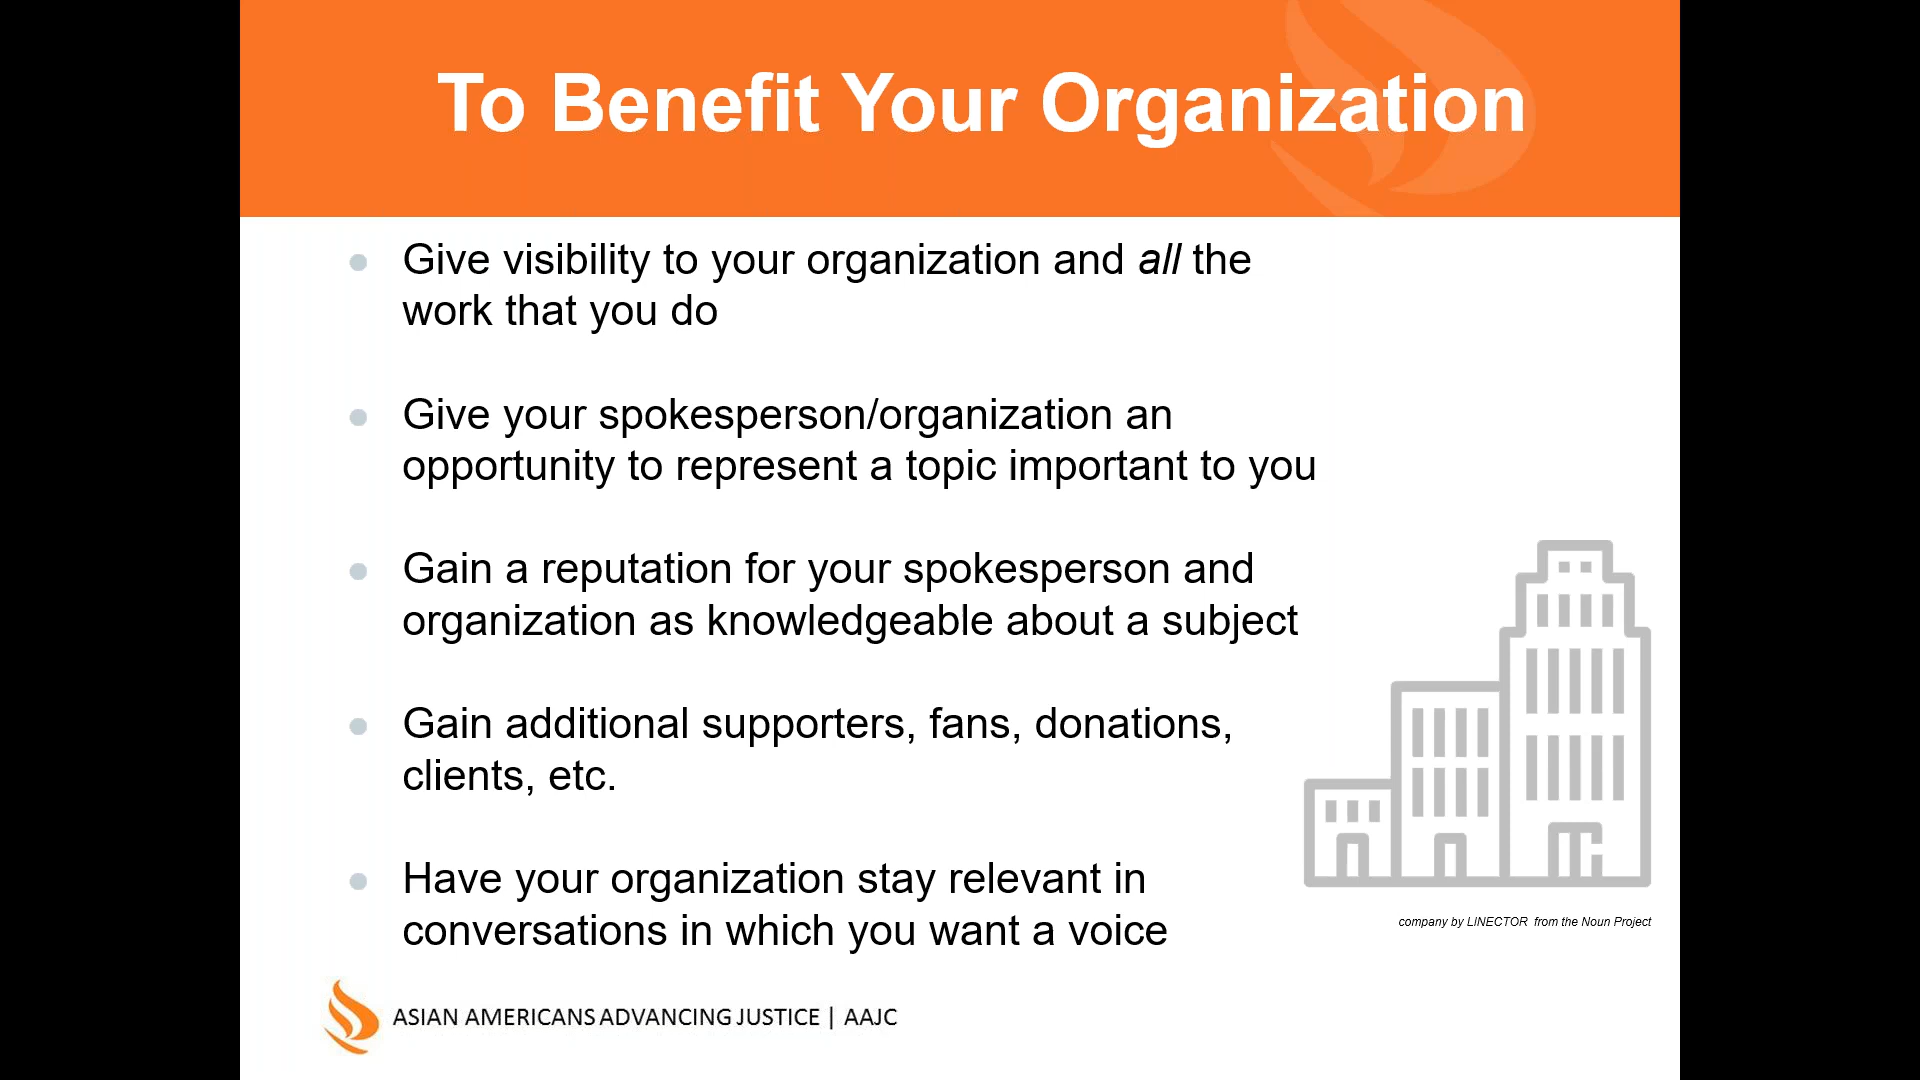 To Benefit Your Organization
Give visibility to your organization and all the
work that you do
Give your spokesperson/organization an
opportunity to represent a topic important to you
Gain a reputation for your spokesperson and
organization as knowledgeable about a subject
Gain additional supporters, fans, donations,
clients, etc.
Have your organization stay relevant in
conversations in which you want a voice
company by LINECTOR from the Noun Project
ASIAN AMERICANS ADVANCING JUSTICE | AAJC